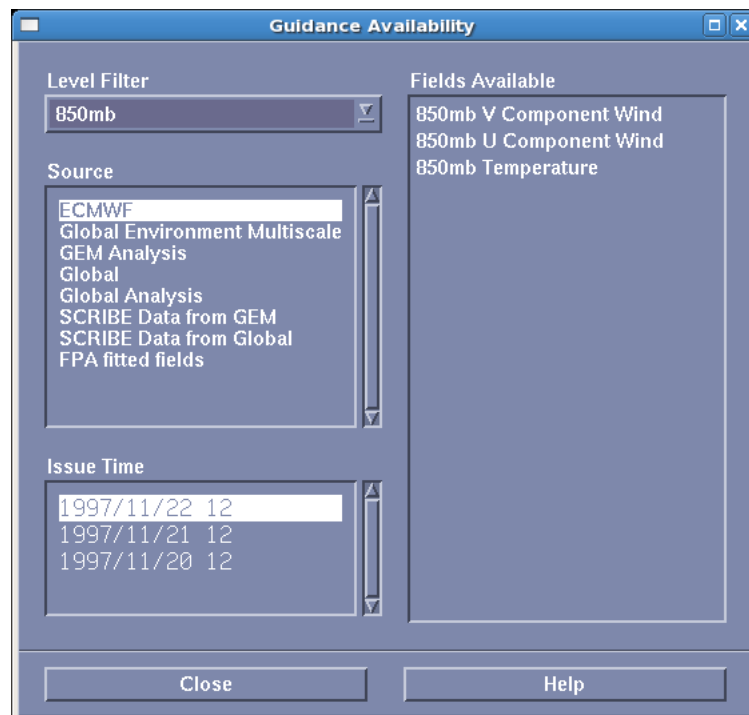 Guidance Availability
Level Filter
850mb
Source
ECMWF
Global Environment Multiscale
GEM Analysis
Global
Global Analysis
SCRIBE Data from GEM
SCRIBE Data from Global
FPA fitted fields
Issue Time
1997/11/22 12
1997/11/21 12
1997/11/20 12
Fields Available
850mb V Component Wind
850mb U Component Wind
850mb Temperature
Close
Help